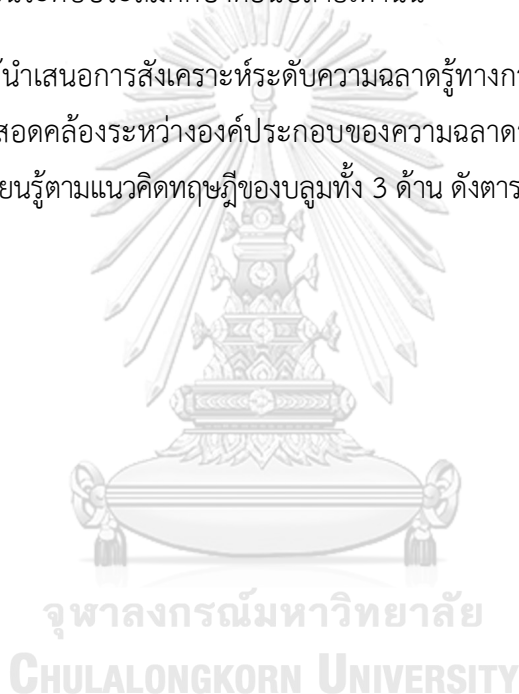 นำเสนอการสังเคราะห์ระดับความฉลาดรู้ทางก
สอดคล้องระหว่างองค์ประกอบของความฉลาด
ยนรู้ตามแนวคิดทฤษฎีของบลูมทั้ง 3 ด้าน ดังตาร
จุฬาลงกรณ์มหาวิทยาลัย
CHULALONGKORN UNIVERSITY